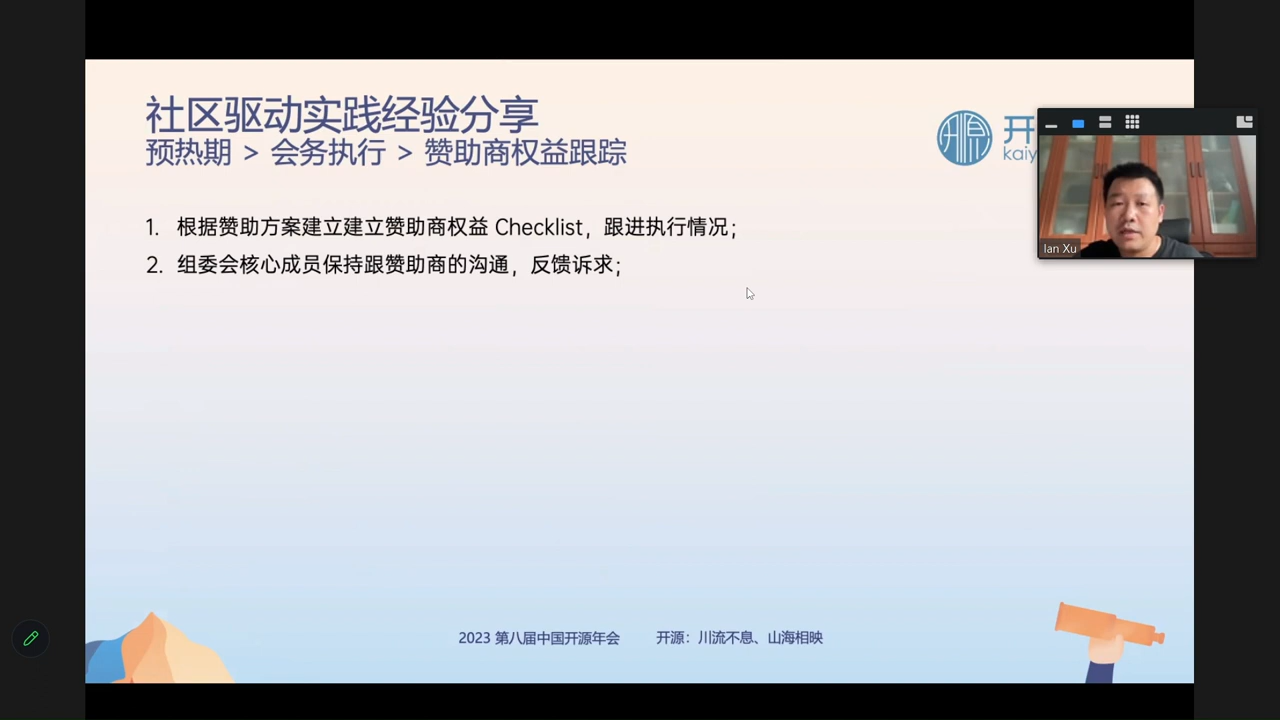 社区驱动实践经验分享
预热期 > 会务执行 > 赞助商权益跟踪
开
kaiy
1. 根据赞助方案建立建立赞助商权益 Checklist，跟进执行情况；
2. 组委会核心成员保持跟赞助商的沟通，反馈诉求；
Ian Xu
2023 第八届中国开源年会 开源：川流不息、山海相映